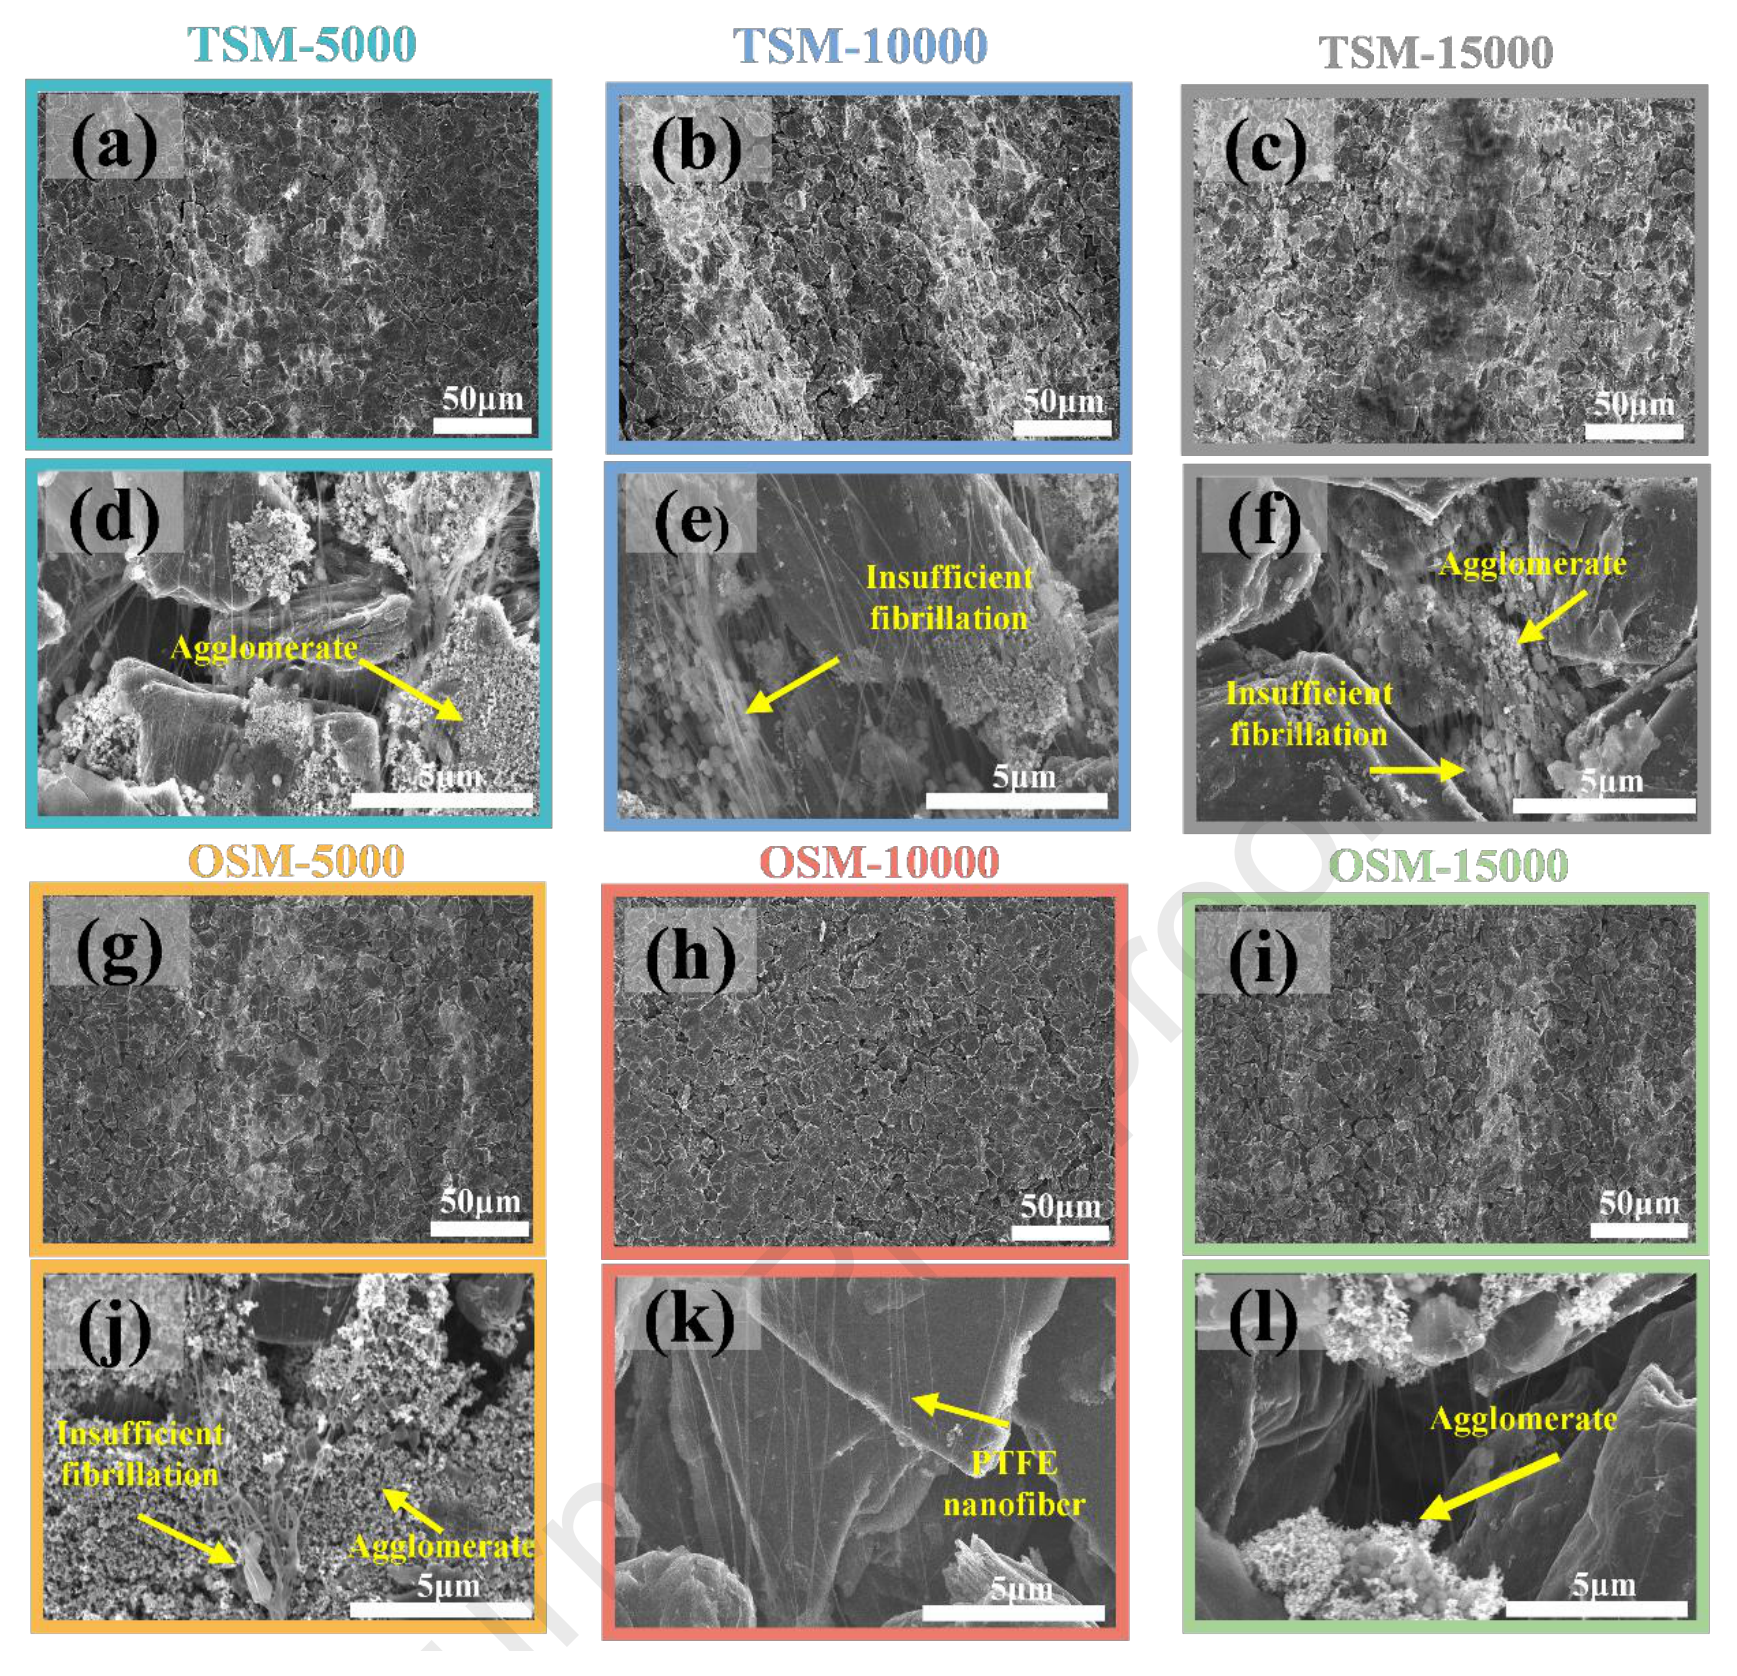 TSM-5000
TSM-10000
TSM-15000
(a)
50μm
(b)
50μm
(c)
50μm
(d)
Agglomerate
5μm
(e)
Insufficient
fibrillation
5μm
(f)
Agglomerate
Insufficient
fibrillation
5μm
OSM-5000
OSM-10000
OSM-15000
(g)
50μm
(h)
50μm
(i)
50μm
(j)
Insufficient
fibrillation
Agglomerate
5μm
(k)
PTFE
nanofiber
5μm
(l)
Agglomerate
5μm